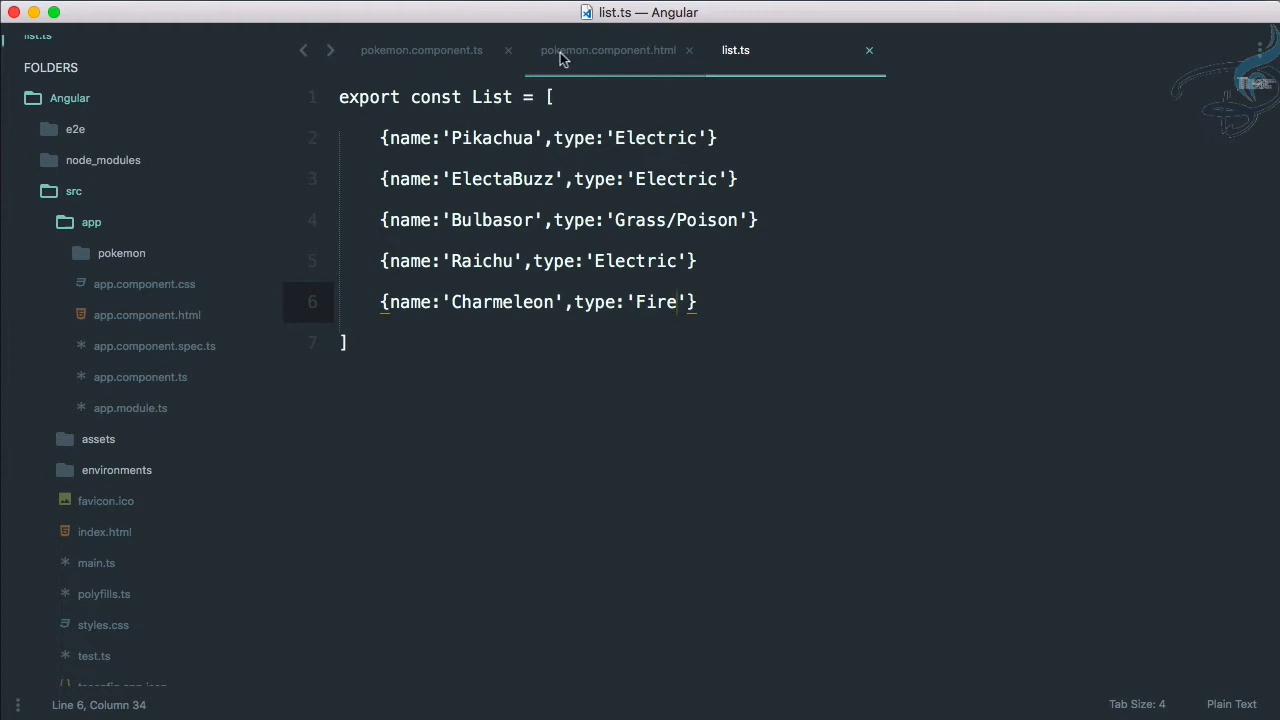 list.ts — Angular
list.ts
pokemon.component.ts
pokemon.component.html
list.ts
FOLDERS
Angular
e2e
node_modules
src
app
pokemon
app.component.css
app.component.html
app.component.spec.ts
app.component.ts
app.module.ts
assets
environments
favicon.ico
index.html
main.ts
polyfills.ts
styles.css
test.ts
tsconfig.app.json
1 export const List = [
2 {name:'Pikachua',type:'Electric'}
3 {name:'ElectaBuzz',type:'Electric'}
4 {name:'Bulbasor',type:'Grass/Poison'}
5 {name:'Raichu',type:'Electric'}
6 {name:'Charmeleon',type:'Fire'}
7 ]
Line 6, Column 34
Tab Size: 4
Plain Text